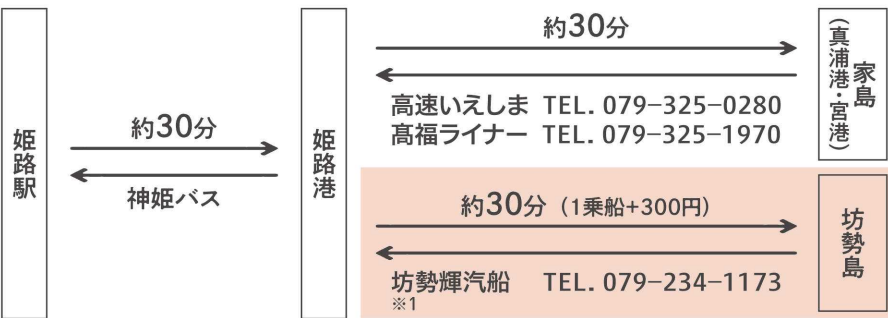 姫路駅
約30分
神姫バス
姫路港
約30分
高速いえしま TEL. 079-325-0280
髙福ライナー TEL. 079-325-1970
家島
(真浦港・宮港)
約30分 (1乗船+300円)
坊勢輝汽船 TEL. 079-234-1173
※1
坊勢島